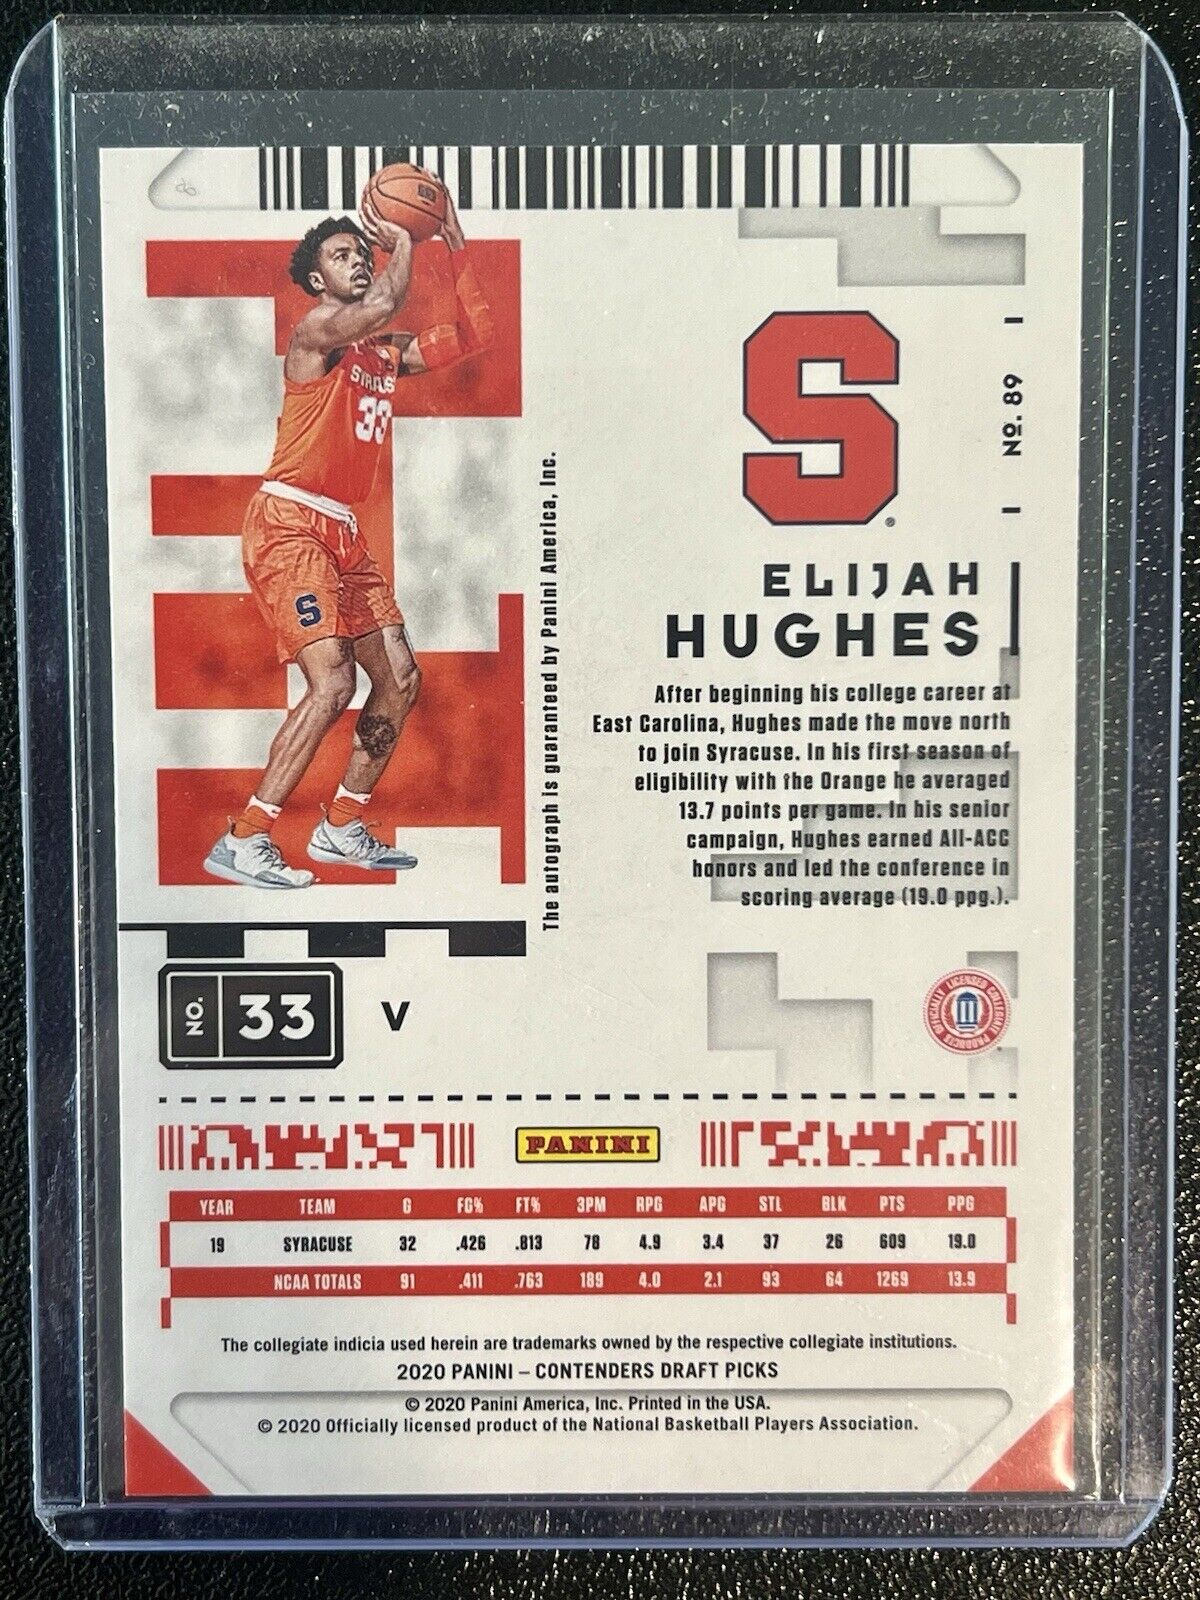 SYRACUSE
33
S
S
®
No. 89
ELIJAH
HUGHES
After beginning his college career at
East Carolina, Hughes made the move north
to join Syracuse. In his first season of
eligibility with the Orange he averaged
13.7 points per game. In his senior
campaign, Hughes earned All-ACC
honors and led the conference in
scoring average (19.0 ppg.).
The autograph is guaranteed by Panini America, Inc.
NO. 33
V
OFFICIALLY LICENSED COLLEGIATE PRODUCTS
PANINI
YEAR TEAM G FG% FT% 3PM RPG APG STL BLK PTS PPG
19 SYRACUSE 32 .426 .813 78 4.9 3.4 37 26 609 19.0
NCAA TOTALS 91 .411 .763 189 4.0 2.1 93 64 1269 13.9
The collegiate indicia used herein are trademarks owned by the respective collegiate institutions.
2020 PANINI – CONTENDERS DRAFT PICKS
© 2020 Panini America, Inc. Printed in the USA.
© 2020 Officially licensed product of the National Basketball Players Association.